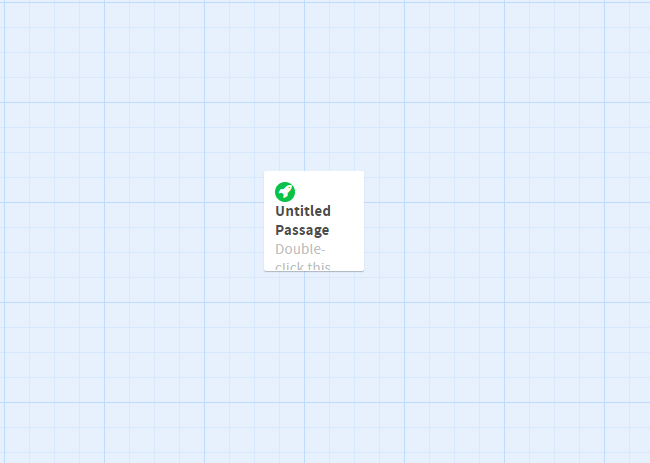 Untitled
Passage
Double-
click this